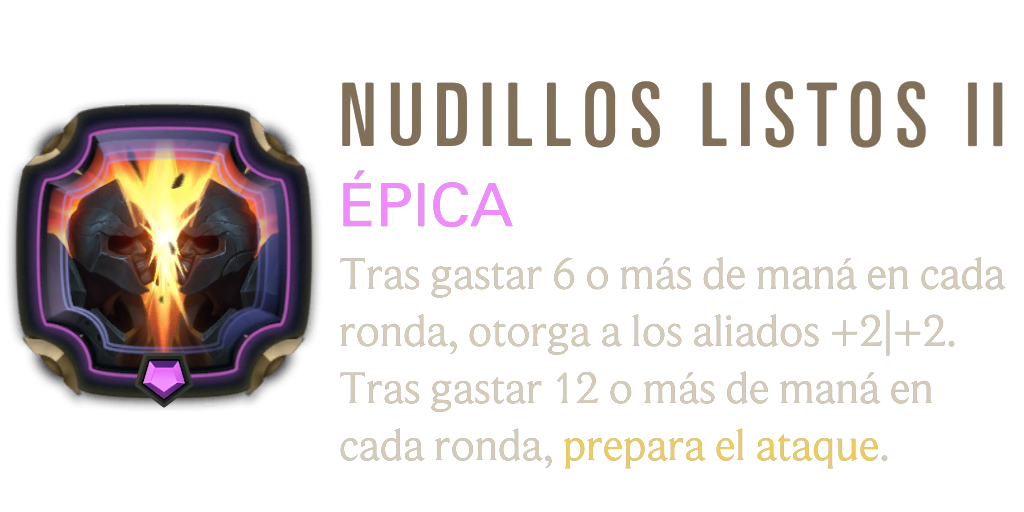 NUDILLOS LISTOS II
ÉPICA
Tras gastar 6 o más de maná en cada
ronda, otorga a los aliados +2|+2.
Tras gastar 12 o más de maná en
cada ronda, prepara el ataque.